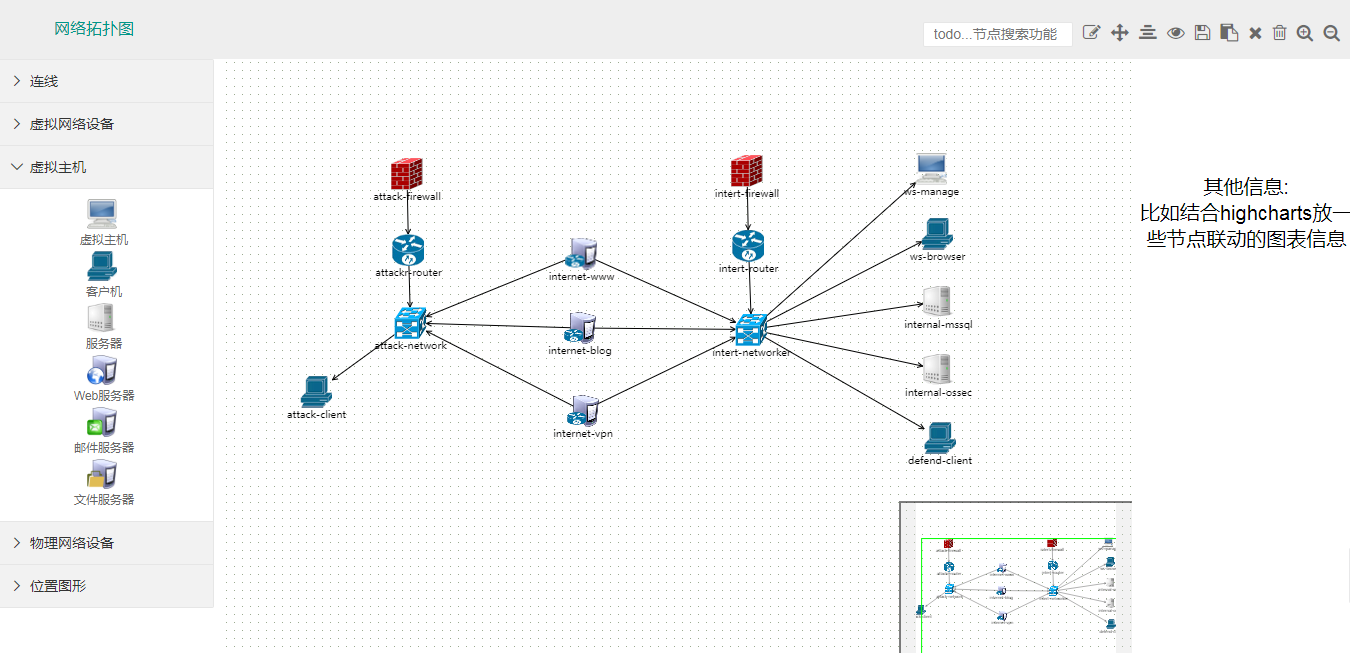 网络拓扑图
todo...节点搜索功能
连线
虚拟网络设备
虚拟主机
虚拟主机
客户机
服务器
Web服务器
邮件服务器
文件服务器
物理网络设备
位置图形
attack-firewall
intert-firewall
ws-manage
attackr-router
internet-www
intert-router
ws-browser
attack-network
internet-blog
intert-networker
internal-mssql
attack-client
internet-vpn
internal-ossec
defend-client
其他信息:
比如结合highcharts放一
些节点联动的图表信息